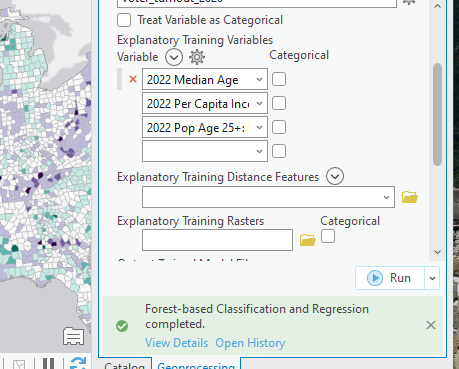 voter_turnout_2020
Treat Variable as Categorical
Explanatory Training Variables
Variable Categorical
2022 Median Age
2022 Per Capita Inc
2022 Pop Age 25+:
Explanatory Training Distance Features
Explanatory Training Rasters Categorical
Run
Forest-based Classification and Regression
completed.
View Details Open History
Catalog Geoprocessing